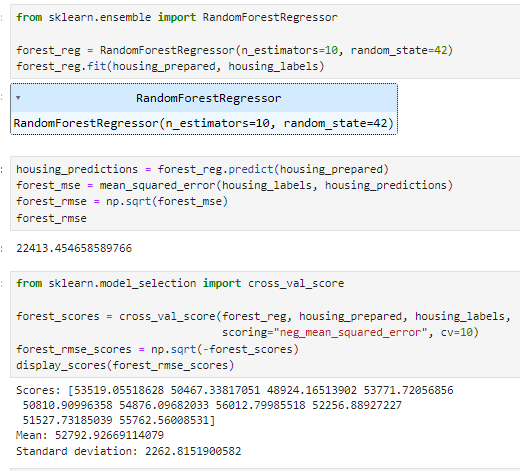 from sklearn.ensemble import RandomForestRegressor
forest_reg = RandomForestRegressor(n_estimators=10, random_state=42)
forest_reg.fit(housing_prepared, housing_labels)
RandomForestRegressor
RandomForestRegressor(n_estimators=10, random_state=42)
housing_predictions = forest_reg.predict(housing_prepared)
forest_mse = mean_squared_error(housing_labels, housing_predictions)
forest_rmse = np.sqrt(forest_mse)
forest_rmse
22413.454658589766
from sklearn.model_selection import cross_val_score
forest_scores = cross_val_score(forest_reg, housing_prepared, housing_labels,
scoring="neg_mean_squared_error", cv=10)
forest_rmse_scores = np.sqrt(-forest_scores)
display_scores(forest_rmse_scores)
Scores: [53519.05518628 50467.33817051 48924.16513902 53771.72056856
50810.90996358 54876.09682033 56012.79985518 52256.88927227
51527.73185039 55762.56008531]
Mean: 52792.92669114079
Standard deviation: 2262.8151900582